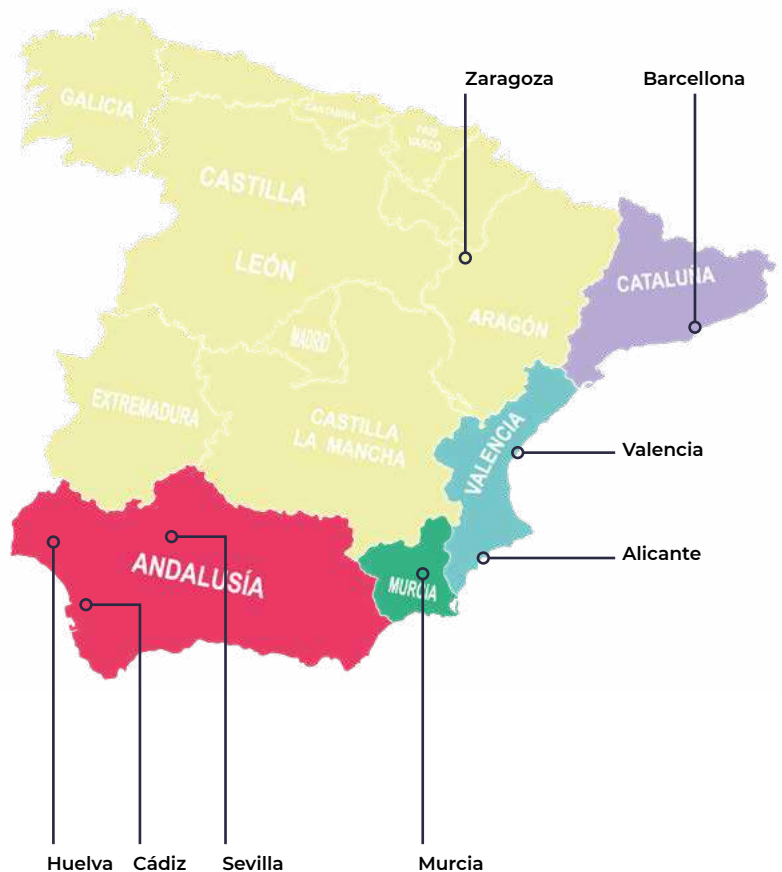 Zaragoza
Barcellona
GALICIA
CANTABRIA
PAÍS
VASCO
CASTILLA
LEÓN
CATALUÑA
ARAGÓN
MADRID
EXTREMADURA
CASTILLA
LA MANCHA
VALENCIA
Valencia
Alicante
ANDALUSÍA
MURCIA
Huelva
Cádiz
Sevilla
Murcia